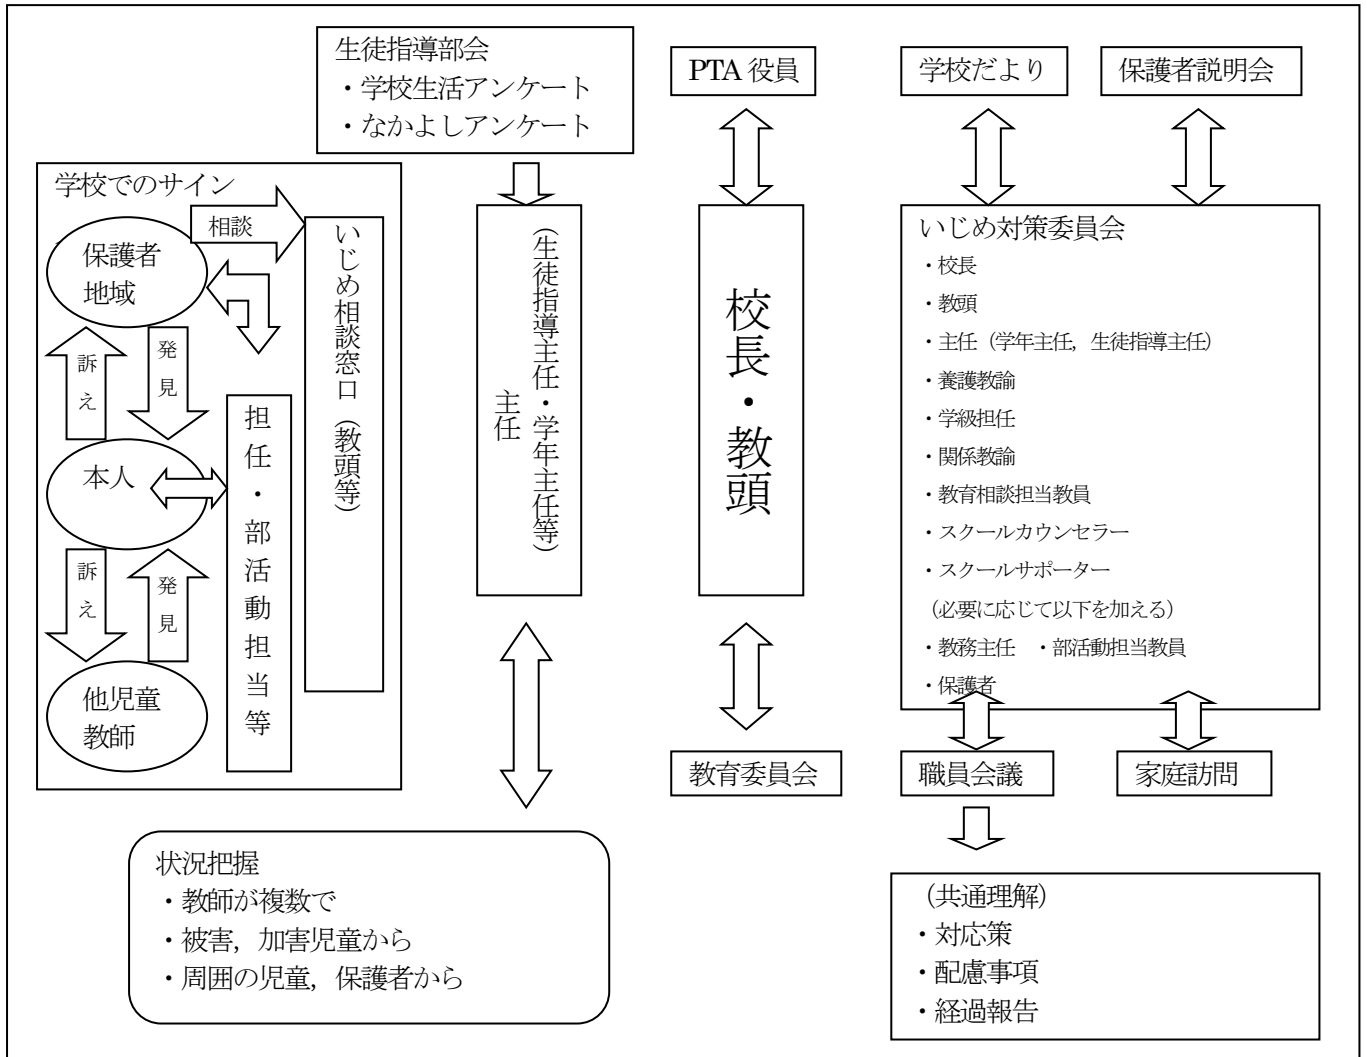 生徒指導部会
・学校生活アンケート
・なかよしアンケート
PTA 役員
学校だより
保護者説明会
学校でのサイン
保護者
地域
相談
訴え
発見
本人
訴え
発見
他児童
教師
担任・部活動担当等
いじめ相談窓口（教頭等）
（生徒指導主任・学年主任等）
主任
校長・教頭
いじめ対策委員会
・校長
・教頭
・主任（学年主任，生徒指導主任）
・養護教諭
・学級担任
・関係教諭
・教育相談担当教員
・スクールカウンセラー
・スクールサポーター
（必要に応じて以下を加える）
・教務主任　・部活動担当教員
・保護者
教育委員会
職員会議
家庭訪問
状況把握
・教師が複数で
・被害，加害児童から
・周囲の児童，保護者から
（共通理解）
・対応策
・配慮事項
・経過報告